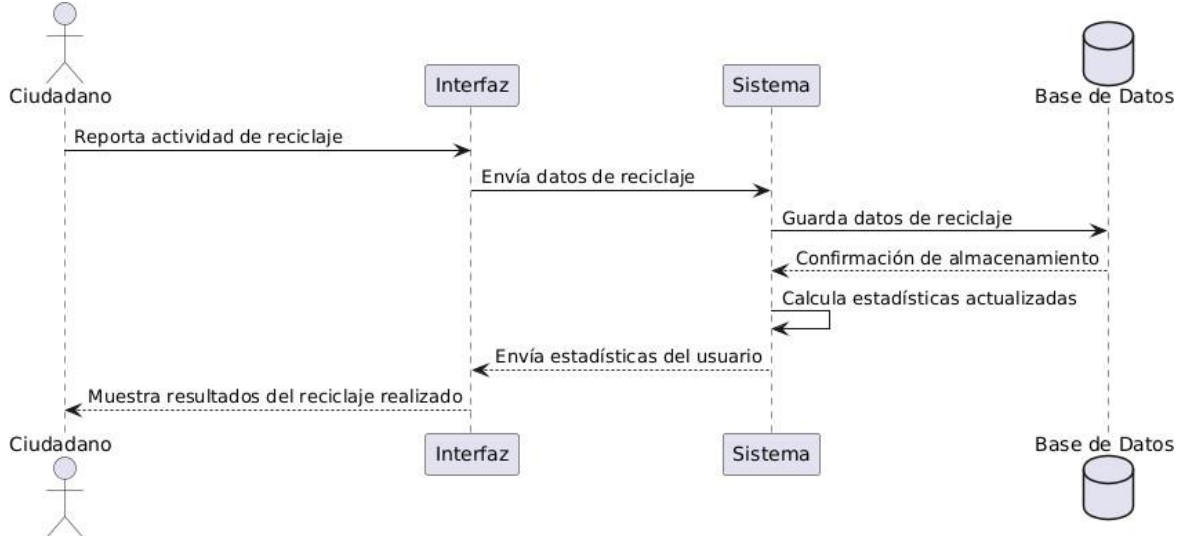 Ciudadano
Interfaz
Sistema
Base de Datos
Reporta actividad de reciclaje
Envía datos de reciclaje
Guarda datos de reciclaje
Confirmación de almacenamiento
Calcula estadísticas actualizadas
Envía estadísticas del usuario
Muestra resultados del reciclaje realizado
Ciudadano
Interfaz
Sistema
Base de Datos